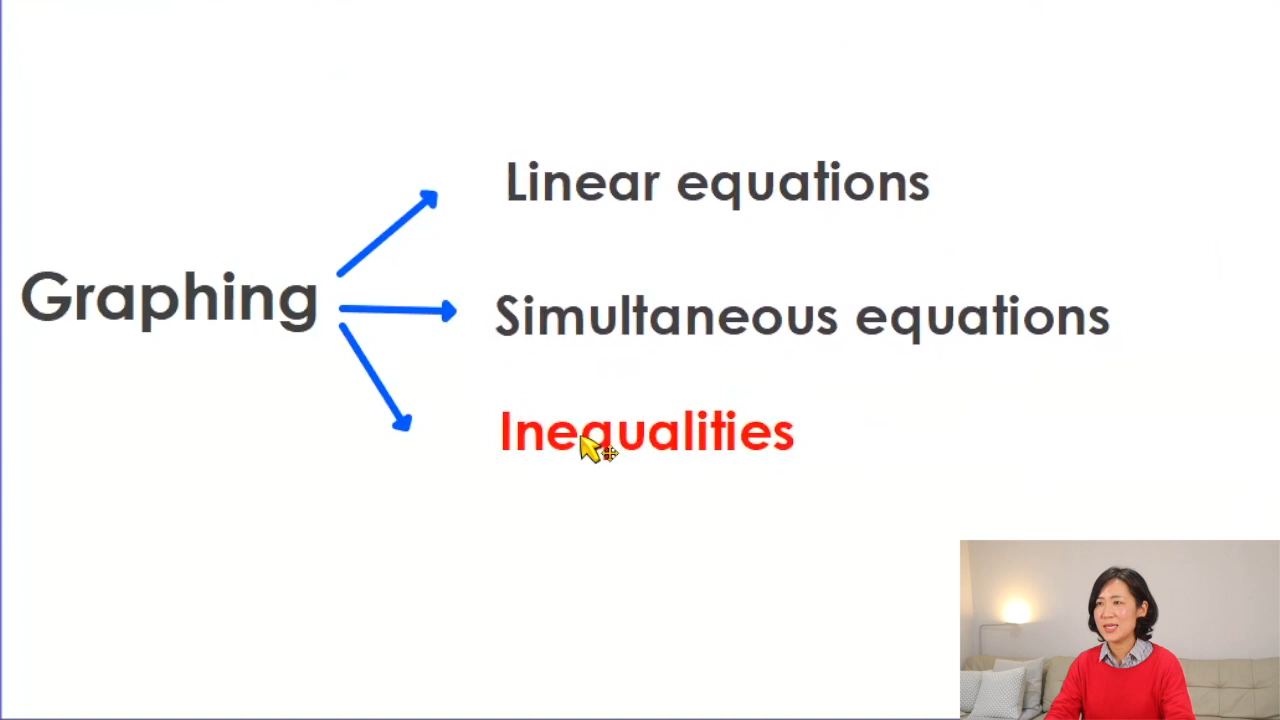 Linear equations
Graphing
Simultaneous equations
Inequalities